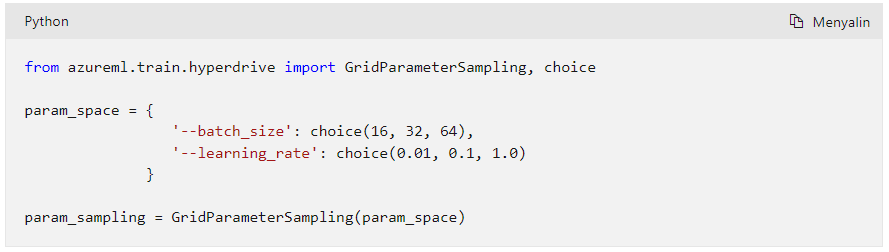 Python
Menyalin
from azureml.train.hyperdrive import GridParameterSampling, choice
param_space = {
'--batch_size': choice(16, 32, 64),
'--learning_rate': choice(0.01, 0.1, 1.0)
}
param_sampling = GridParameterSampling(param_space)